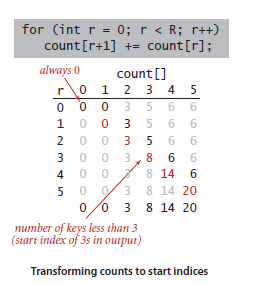 for (int r = 0; r < R; r++)
count[r+1] += count[r];
always 0
count[]
r 0 1 2 3 4 5
0 0 0 3 5 6 6
1 0 0 3 5 6 6
2 0 0 3 5 6 6
3 0 0 3 8 6 6
4 0 0 3 8 14 6
5 0 0 3 8 14 20
0 0 3 8 14 20
number of keys less than 3
(start index of 3s in output)
Transforming counts to start indices